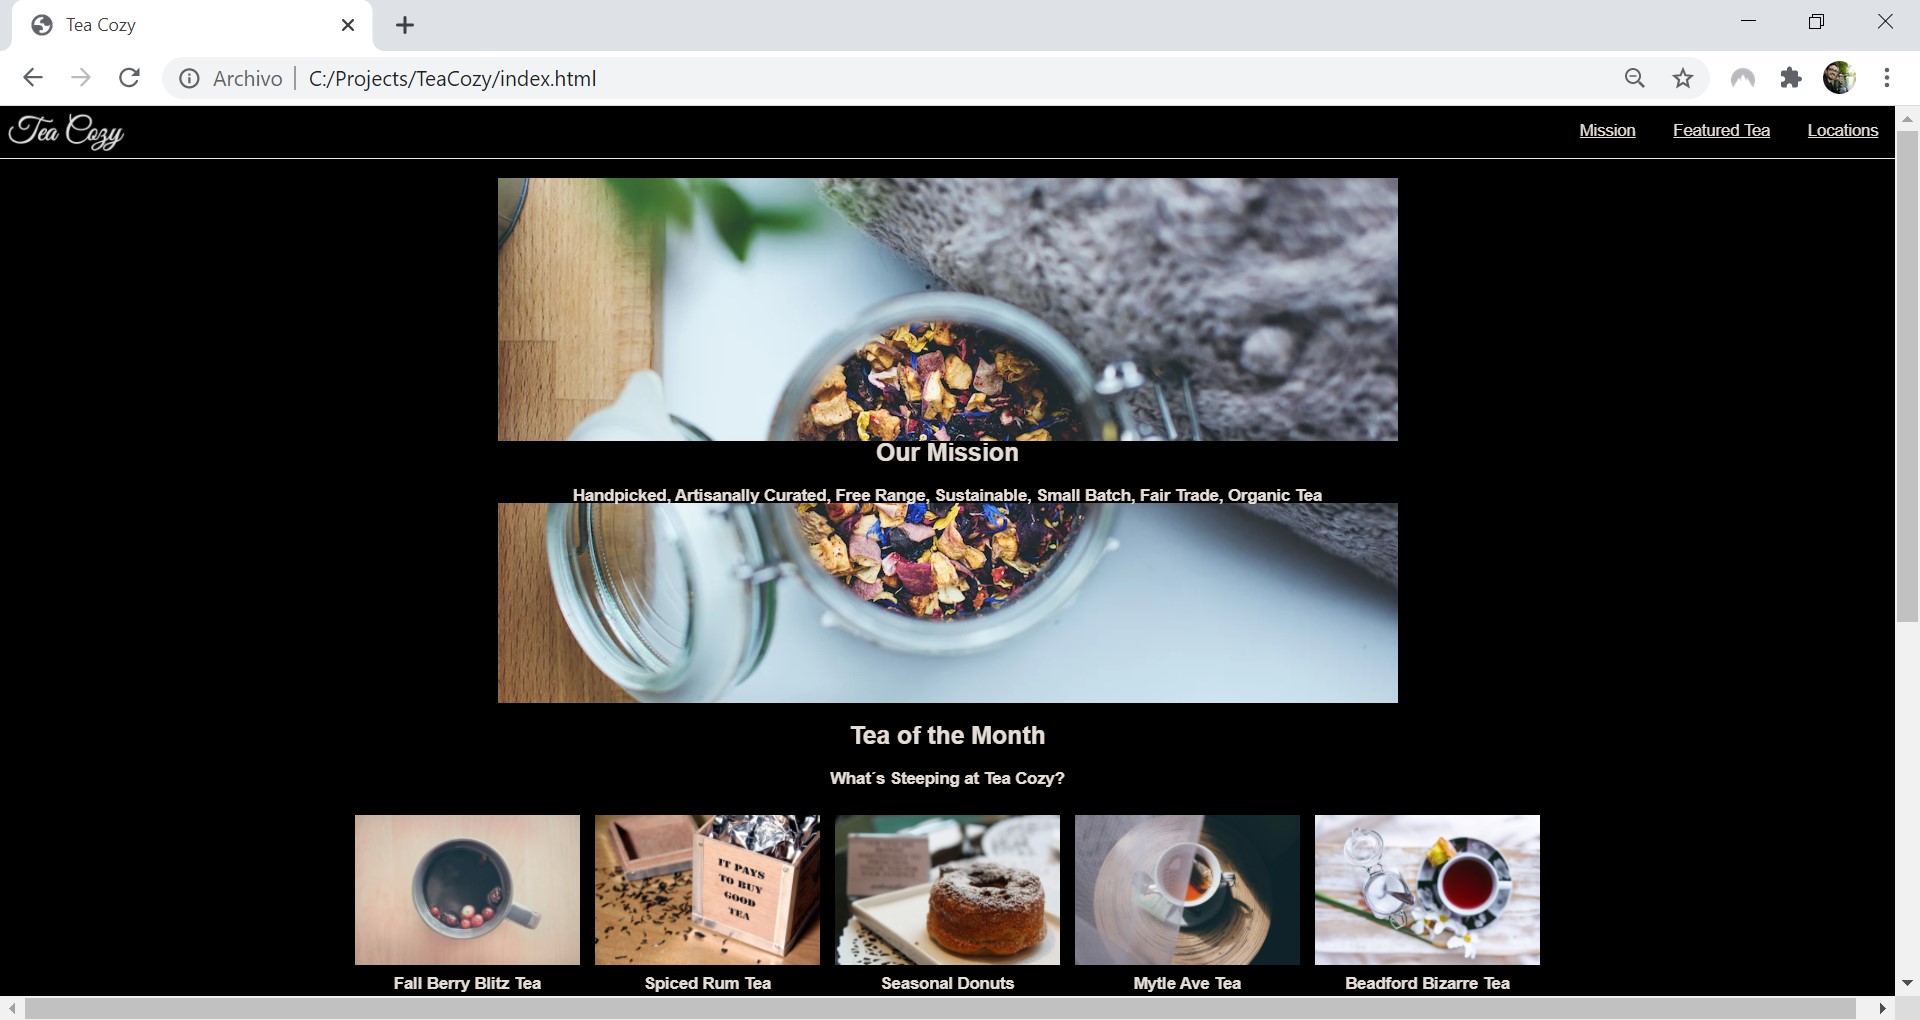 Tea Cozy
Archivo | C:/Projects/TeaCozy/index.html
Tea Cozy
Mission Featured Tea Locations
Our Mission
Handpicked, Artisanally Curated, Free Range, Sustainable, Small Batch, Fair Trade, Organic Tea
Tea of the Month
What´s Steeping at Tea Cozy?
IT PAYS
TO BUY
GOOD
TEA
Fall Berry Blitz Tea
Spiced Rum Tea
Seasonal Donuts
Mytle Ave Tea
Beadford Bizarre Tea